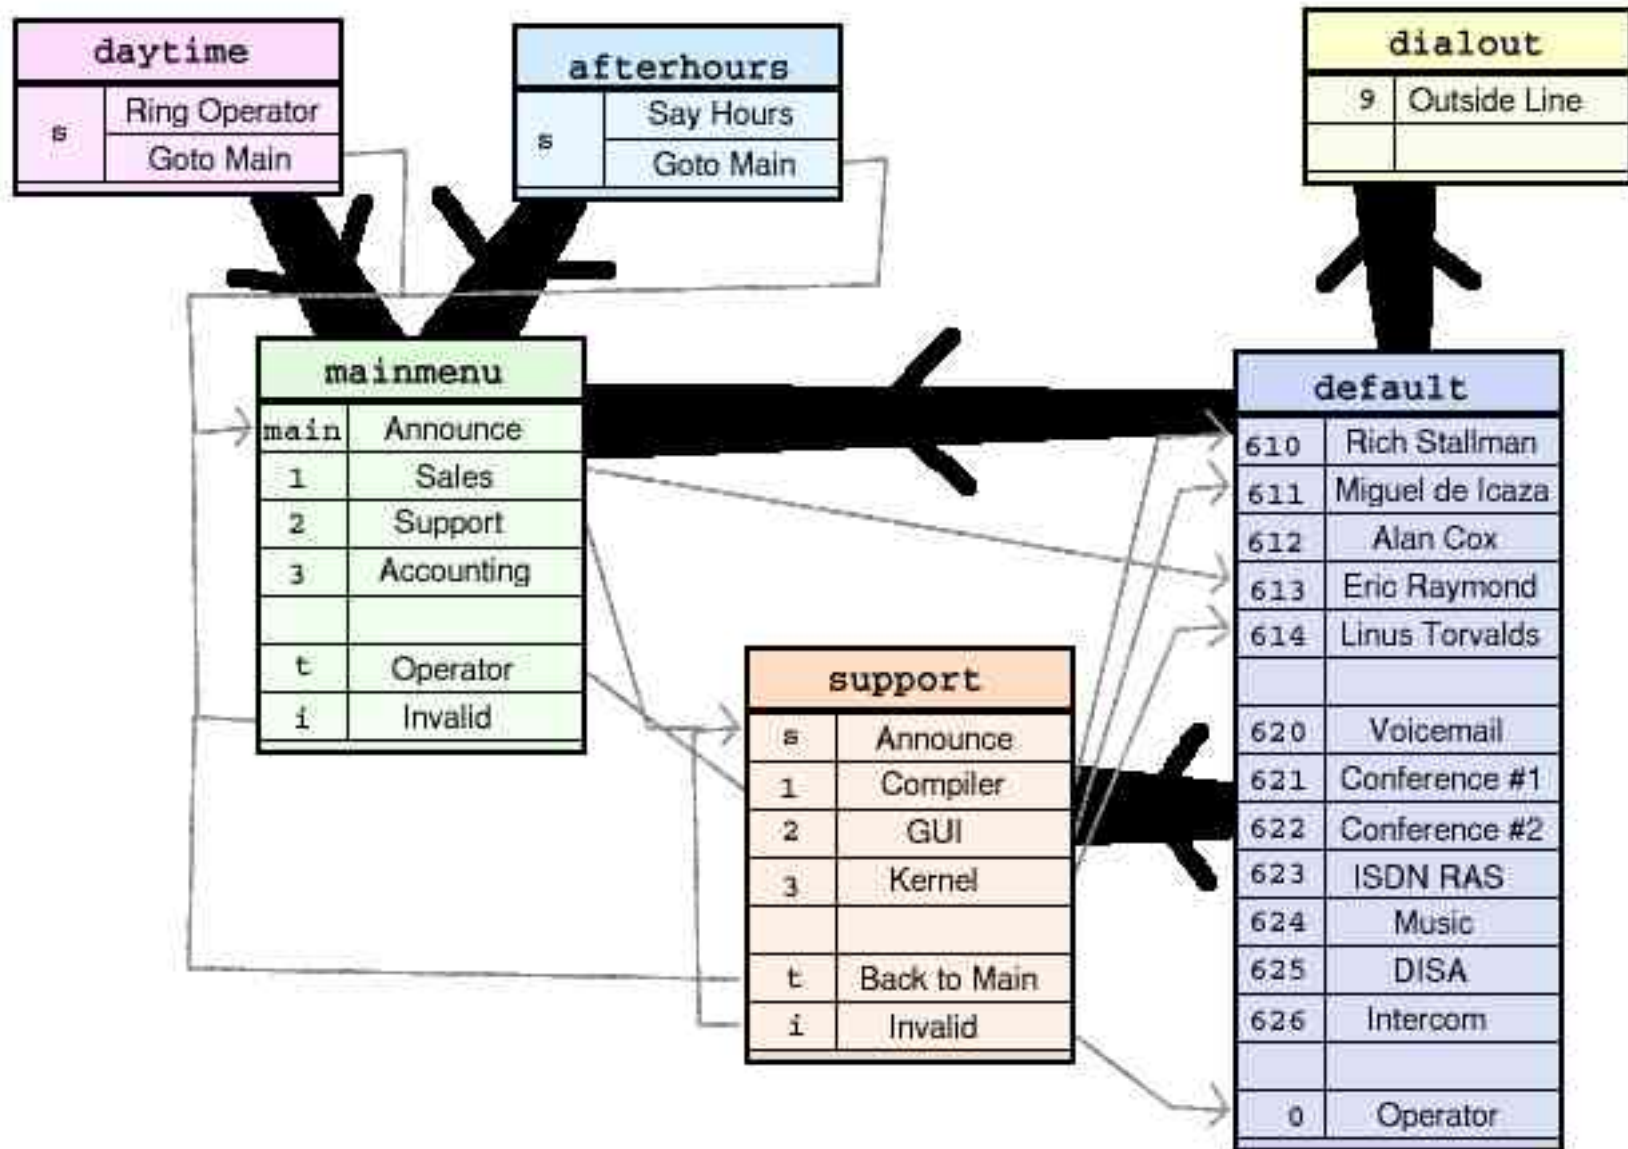 daytime
s
Ring Operator
Goto Main
afterhours
s
Say Hours
Goto Main
dialout
9 Outside Line
mainmenu
main Announce
1 Sales
2 Support
3 Accounting
t Operator
i Invalid
support
s Announce
1 Compiler
2 GUI
3 Kernel
t Back to Main
i Invalid
default
610 Rich Stallman
611 Miguel de Icaza
612 Alan Cox
613 Eric Raymond
614 Linus Torvalds
620 Voicemail
621 Conference #1
622 Conference #2
623 ISDN RAS
624 Music
625 DISA
626 Intercom
0 Operator